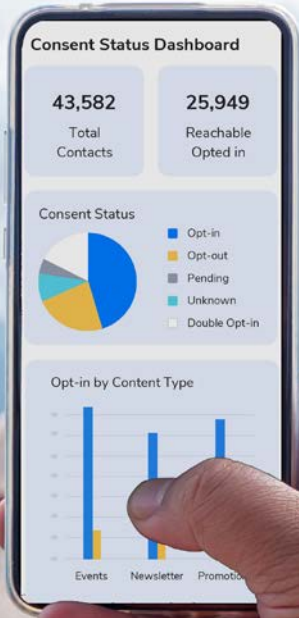 Consent Status Dashboard
43,582
Total
Contacts
25,949
Reachable
Opted in
Consent Status
Opt-in
Opt-out
Pending
Unknown
Double Opt-in
Opt-in by Content Type
Events
Newsletter